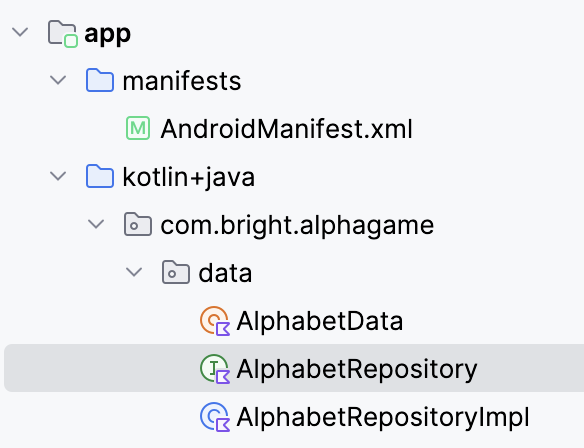 app
manifests
M AndroidManifest.xml
kotlin+java
com.bright.alphagame
data
C AlphabetData
I AlphabetRepository
C AlphabetRepositoryImpl